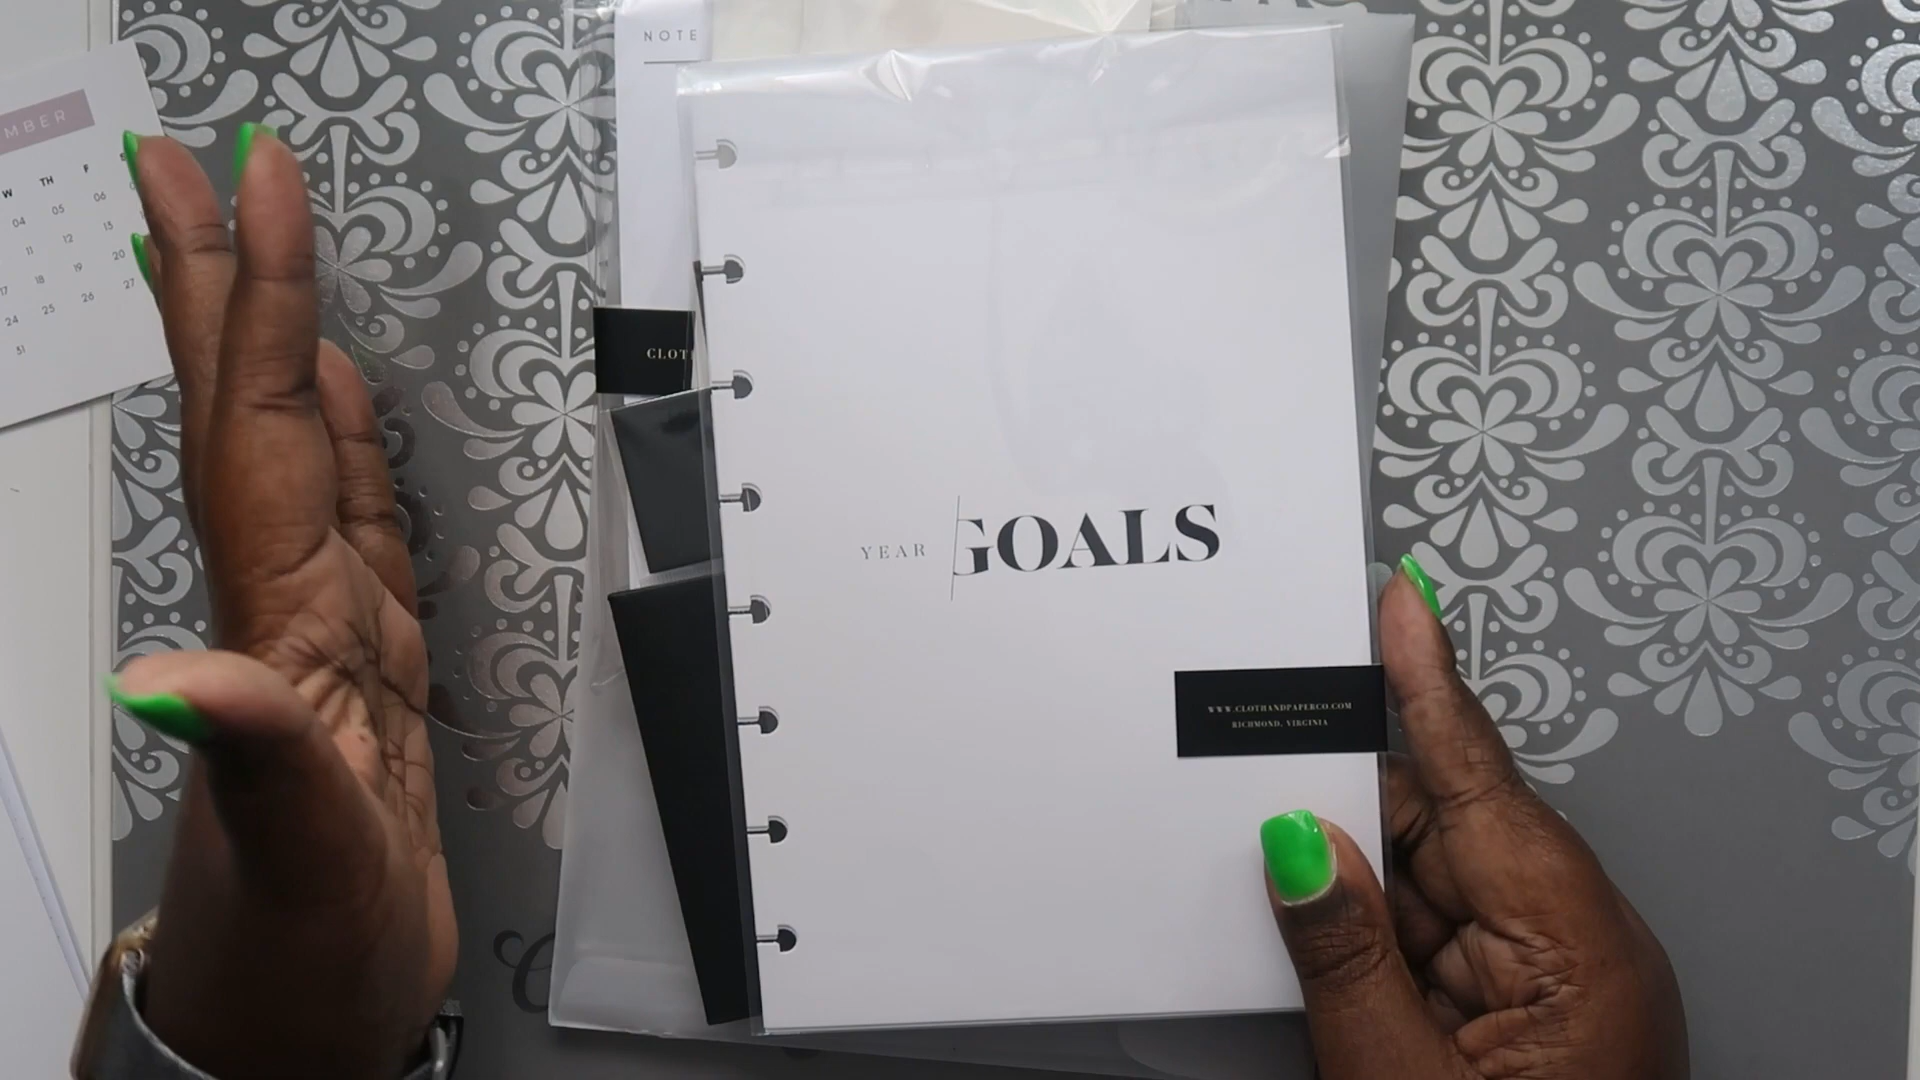 NOTE
MBER
W TH F S
04 05 06
11 12 13
17 18 19 20
24 25 26 27
31
CLOT
YEAR GOALS
WWW.CLOTHANDPAPERCO.COM
RICHMOND, VIRGINIA